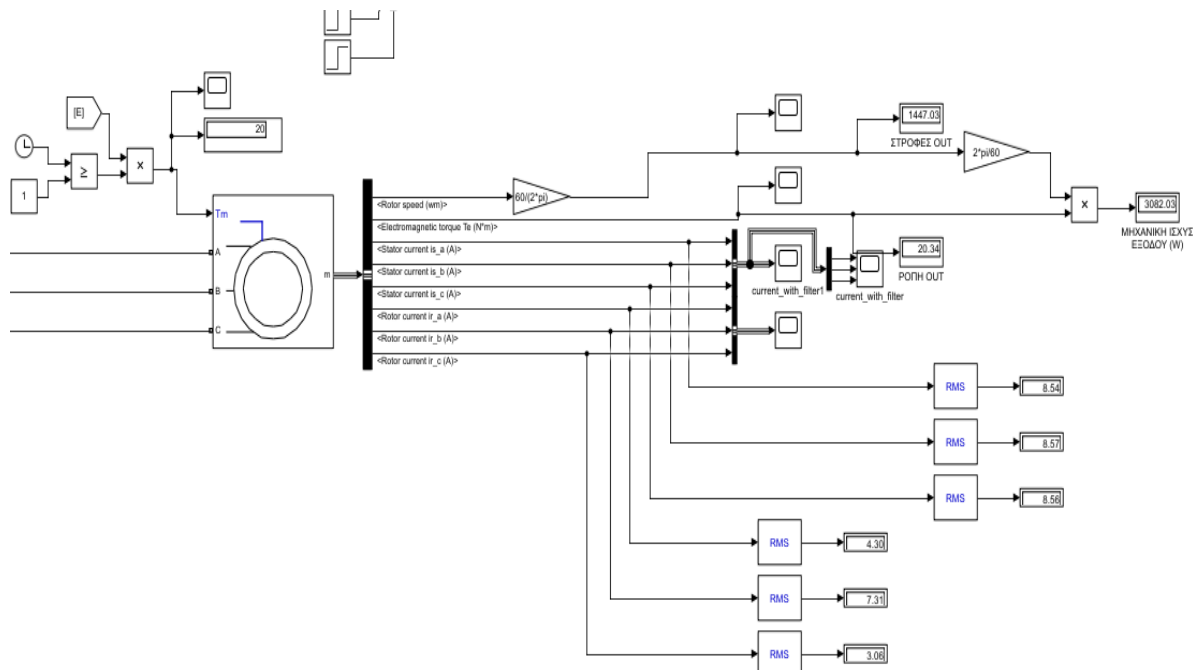 [E]
20
1
≥
x
Tm
A
B
C
m
<Rotor speed (wm)>
<Electromagnetic torque Te (N*m)>
<Stator current is_a (A)>
<Stator current is_b (A)>
<Stator current is_c (A)>
<Rotor current ir_a (A)>
<Rotor current ir_b (A)>
<Rotor current ir_c (A)>
60/(2*pi)
1447.03
ΣΤΡΟΦΕΣ OUT
2*pi/60
x
3082.03
ΜΗΧΑΝΙΚΗ ΙΣΧΥΣ
ΕΞΟΔΟΥ (W)
20.34
ΡΟΠΗ OUT
current_with_filter1
current_with_filter
RMS
8.54
RMS
8.57
RMS
8.56
RMS
4.30
RMS
7.31
RMS
3.06